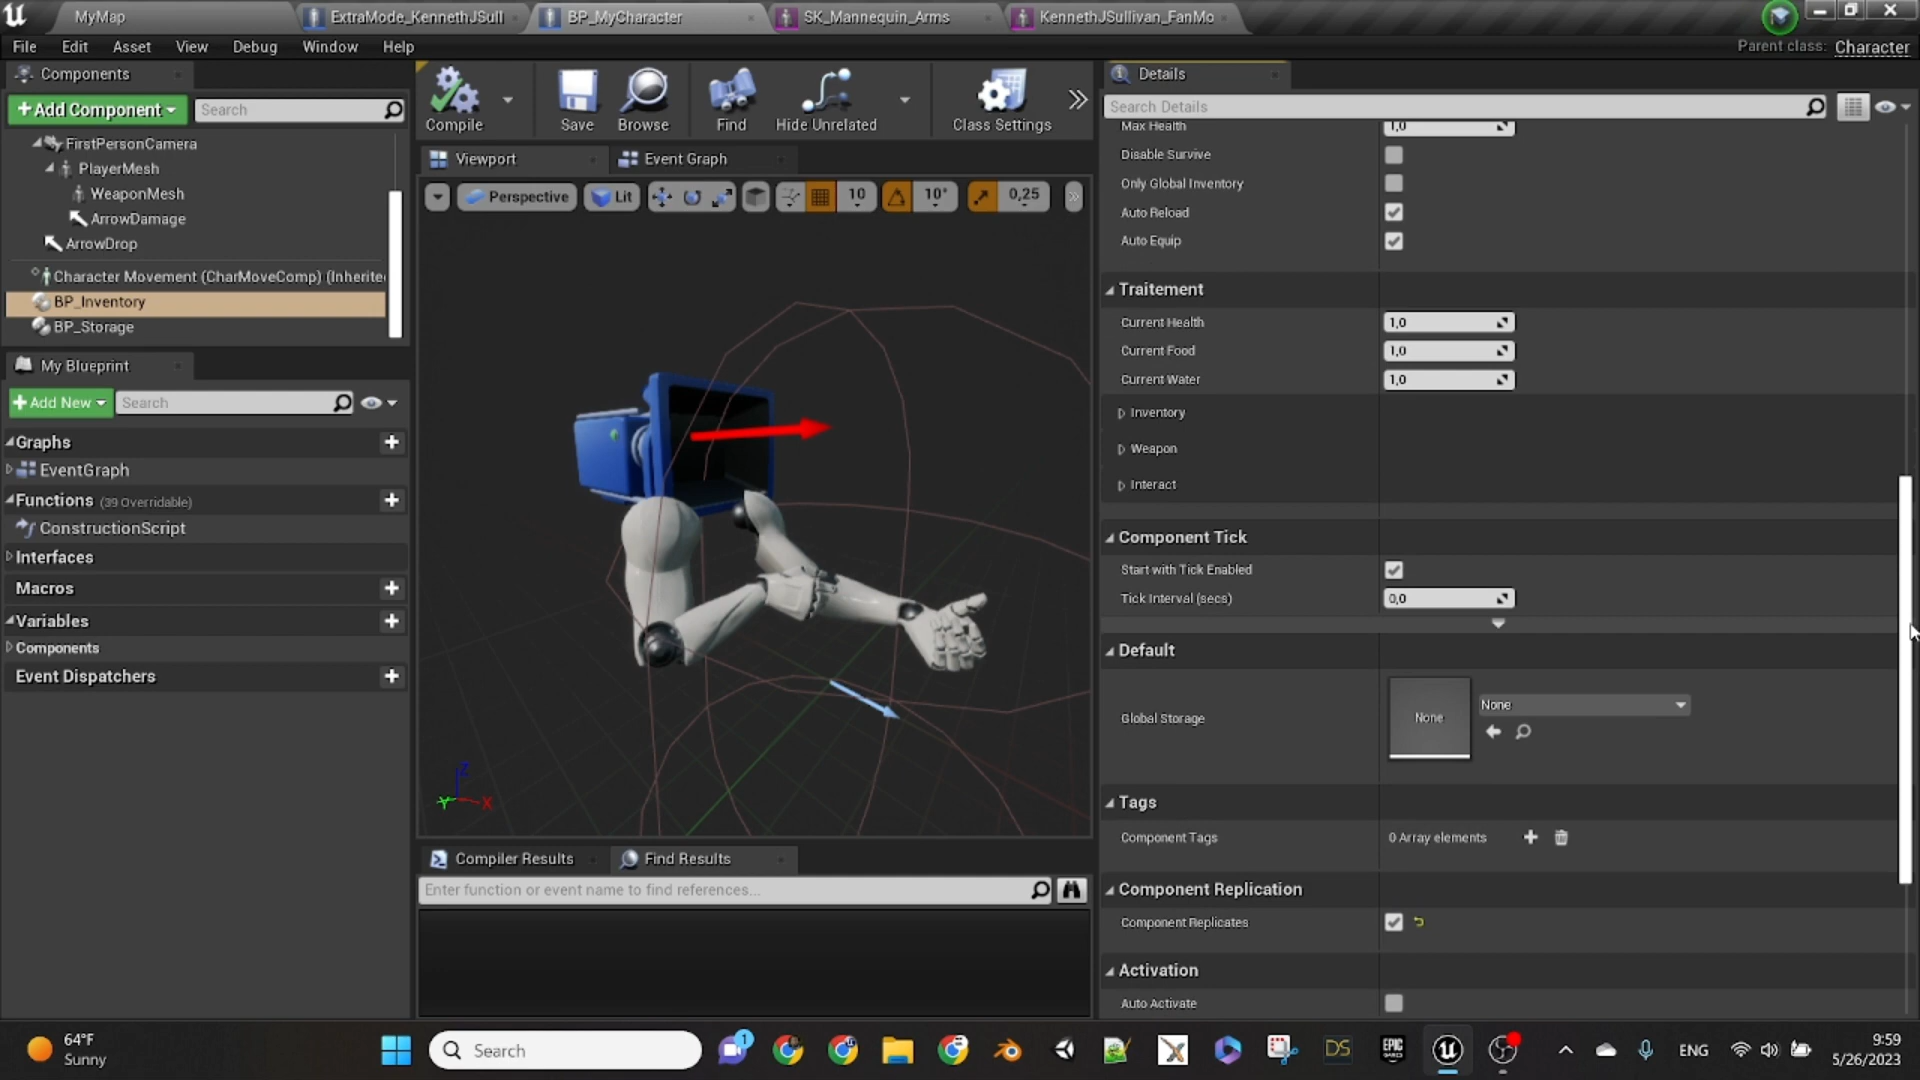 MyMap
ExtraMode_KennethJSull
BP_MyCharacter
SK_Mannequin_Arms
KennethJSullivan_FanMo
File
Edit
Asset
View
Debug
Window
Help
Parent class: Character
Components
+Add Component
Search
FirstPersonCamera
PlayerMesh
WeaponMesh
ArrowDamage
ArrowDrop
Character Movement (CharMoveComp) (Inherite
BP_Inventory
BP_Storage
My Blueprint
+Add New
Search
Graphs
EventGraph
Functions (39 Overridable)
ConstructionScript
Interfaces
Macros
Variables
Components
Event Dispatchers
Compile
Save
Browse
Find
Hide Unrelated
Class Settings
Viewport
Event Graph
Perspective
Lit
10
10°
0,25
Z
Y
X
Compiler Results
Find Results
Enter function or event name to find references...
Details
Search Details
Max Health 1,0
Disable Survive
Only Global Inventory
Auto Reload
Auto Equip
Traitement
Current Health 1,0
Current Food 1,0
Current Water 1,0
Inventory
Weapon
Interact
Component Tick
Start with Tick Enabled
Tick Interval (secs) 0,0
Default
Global Storage
None
None
Tags
Component Tags
0 Array elements
Component Replication
Component Replicates
Activation
Auto Activate
64°F
Sunny
Search
1
DS
EPIC
GAMES
ENG
9:59
5/26/2023